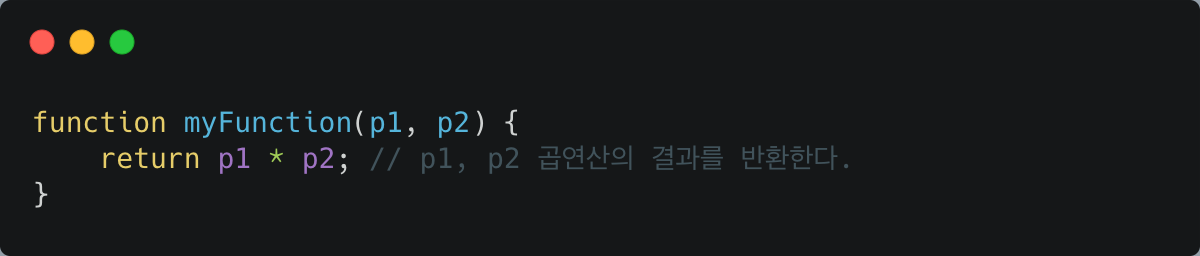 function myFunction(p1, p2) {
    return p1 * p2; // p1, p2 곱연산의 결과를 반환한다.
}